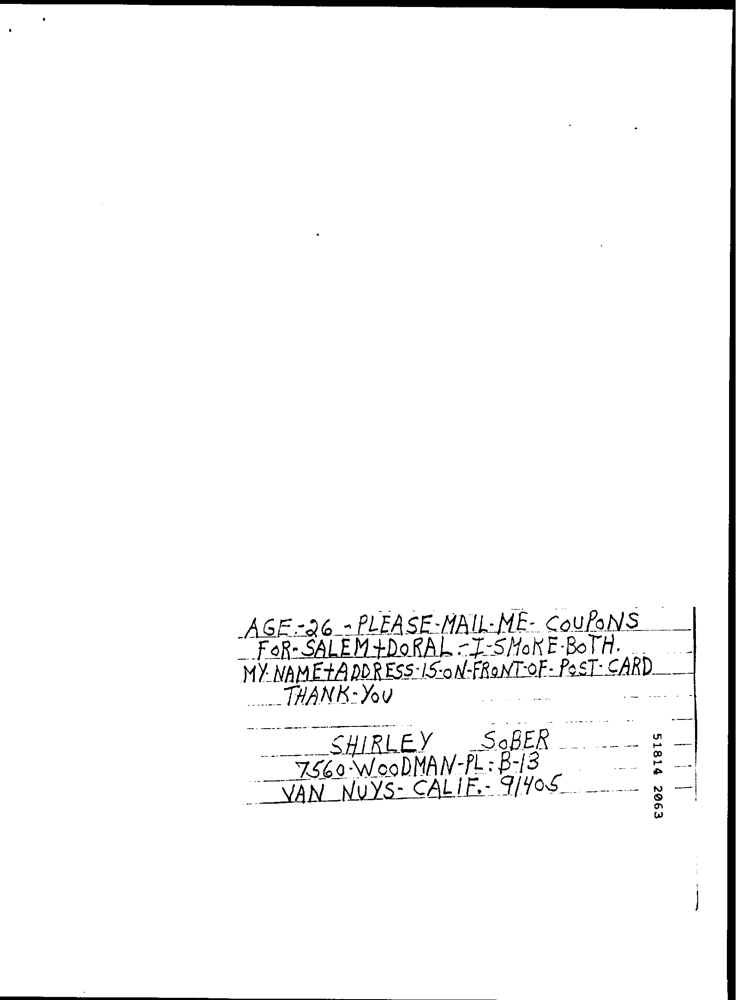 AGE.-26 - PLEASE-MAIL-ME- COUPONS
FOR-SALEM+DORAL-I-SMOKE-BOTH.
MY NAME+ADDRESS-IS-ON-FRONT-OF-POST-CARD
THANK-YOU
SHIRLEY SOBER
7560-WOODMAN-PL: B-13
VAN NUYS- CALIF.- 91405
51814 2063